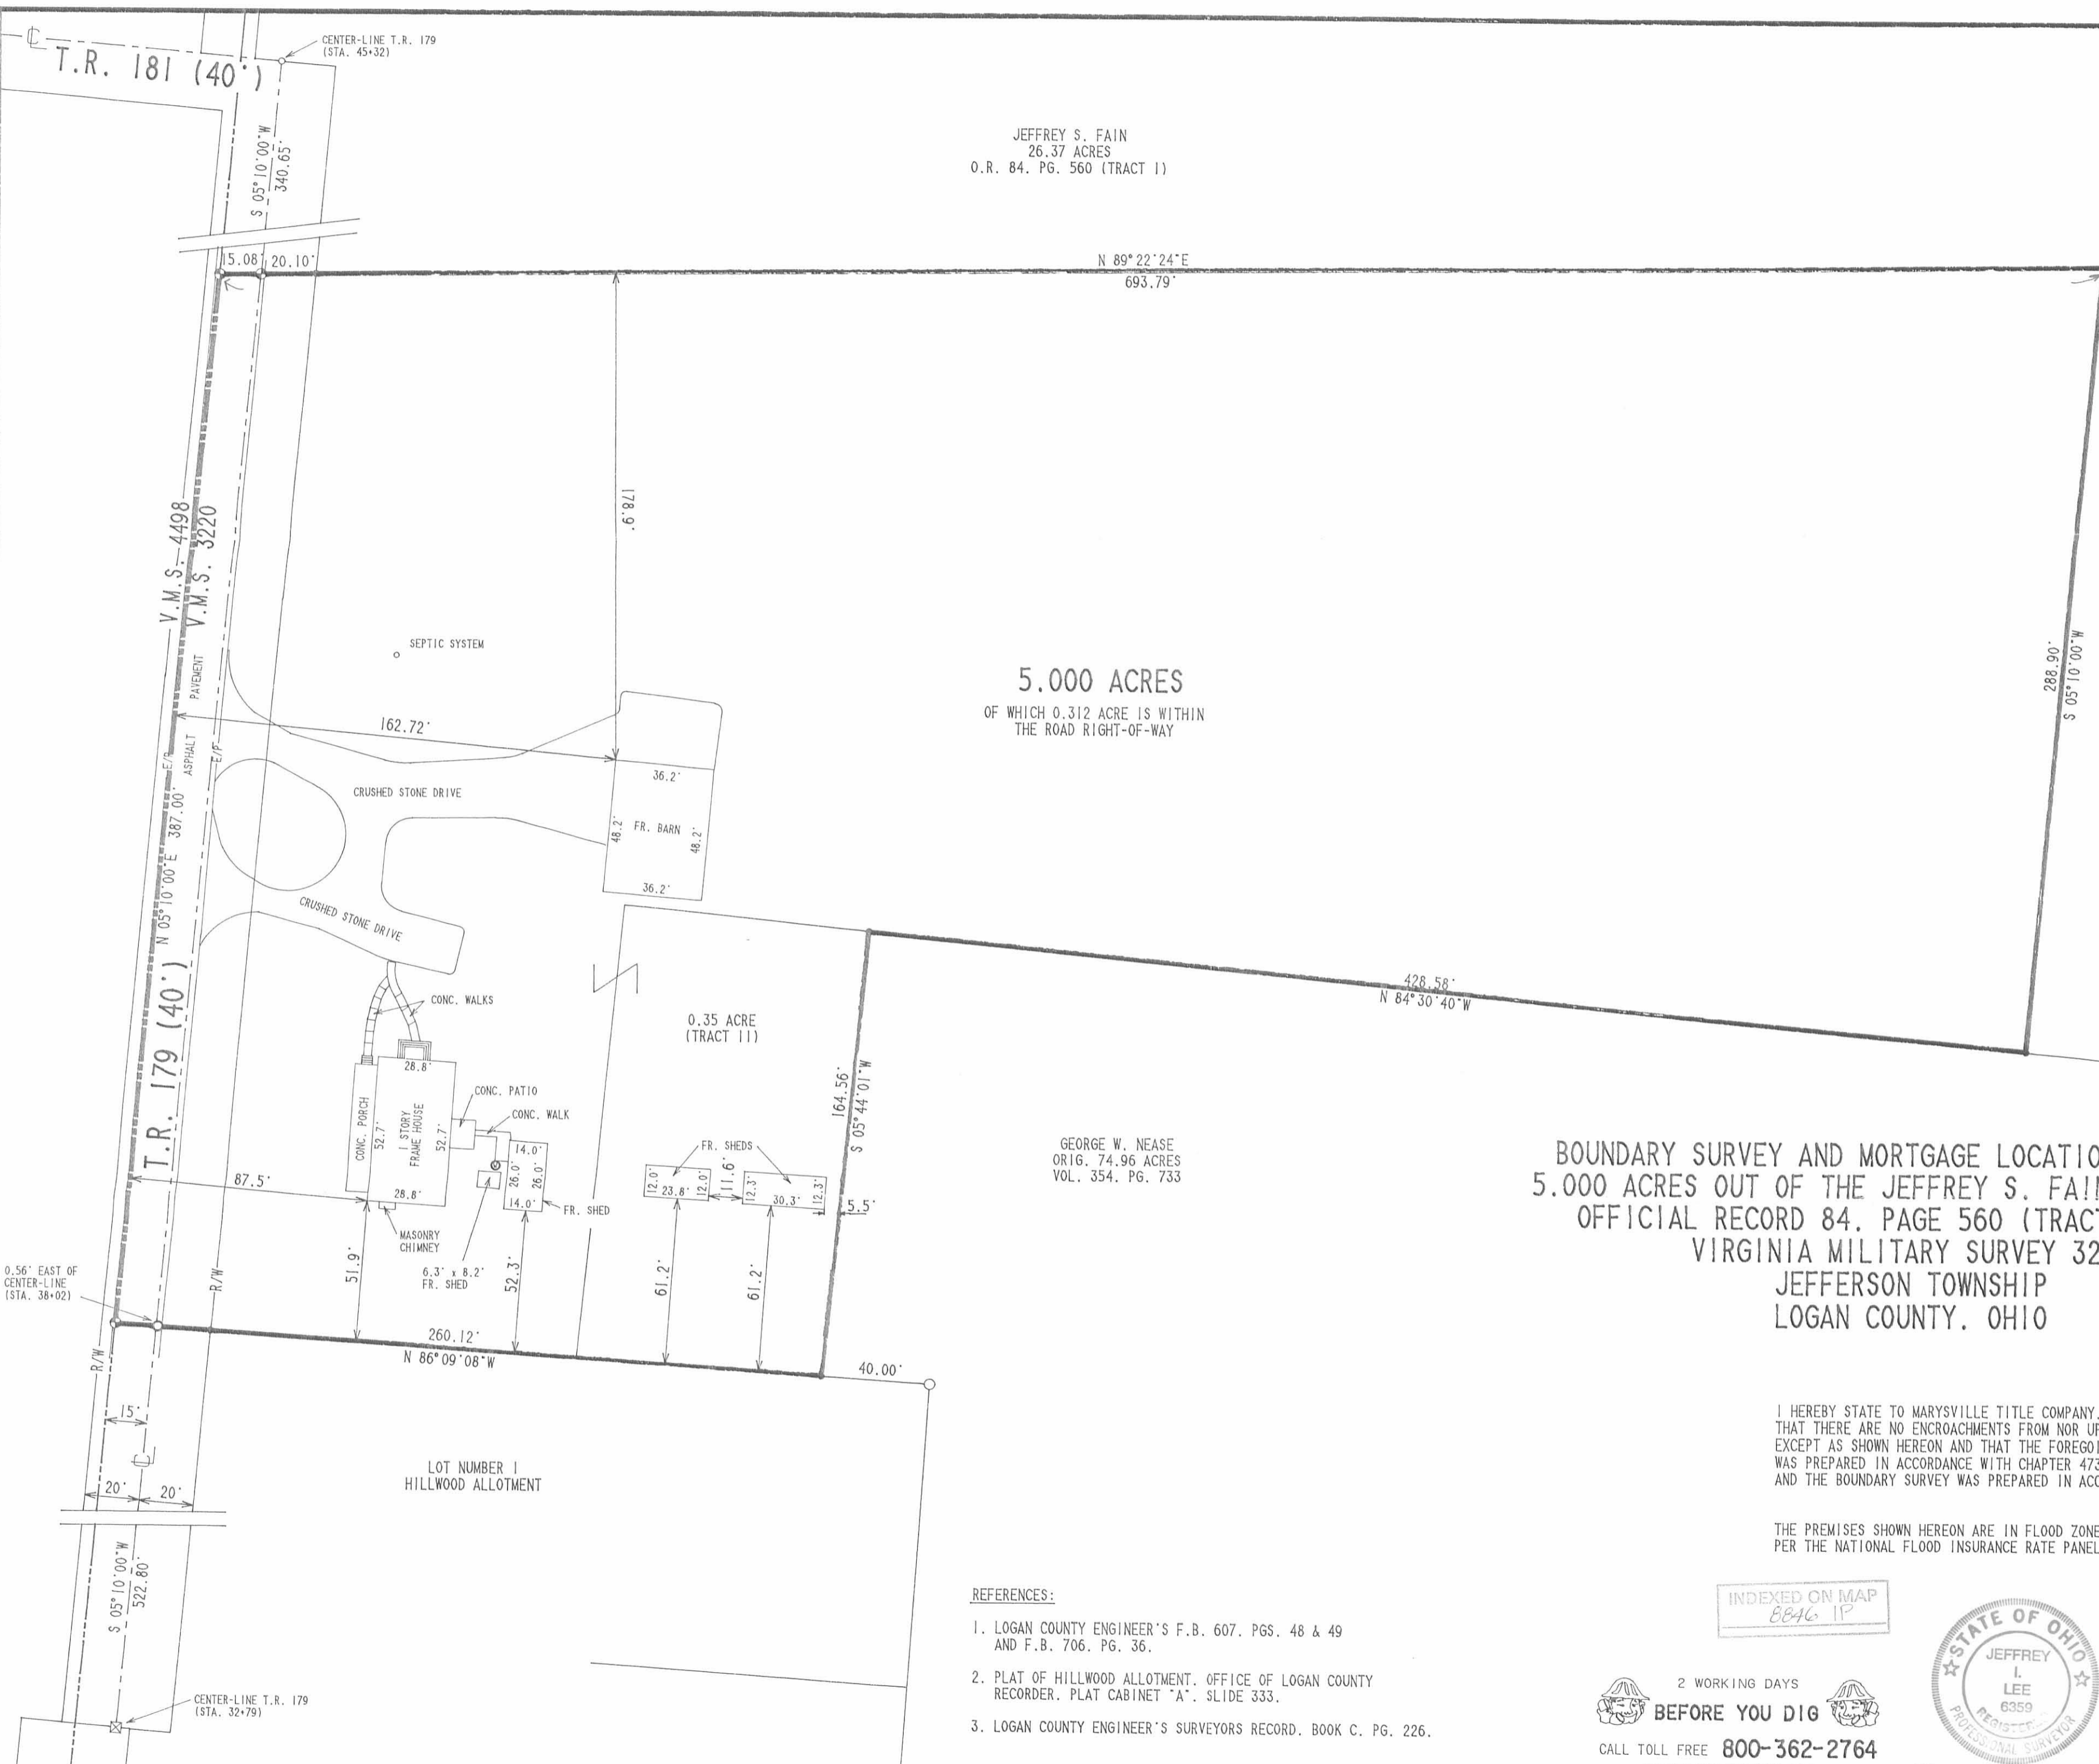 ℄
T.R. 181 (40')
CENTER-LINE T.R. 179
(STA. 45+32)
S 05°10'00"W
340.65'
JEFFREY S. FAIN
26.37 ACRES
O.R. 84. PG. 560 (TRACT I)
15.08'
20.10'
N 89°22'24"E
693.79'
178.9'
V.M.S. 4498
V.M.S. 3220
SEPTIC SYSTEM
5.000 ACRES
OF WHICH 0.312 ACRE IS WITHIN
THE ROAD RIGHT-OF-WAY
288.90'
S 05°10'00"W
162.72'
ASPHALT PAVEMENT
E/P
E/P
CRUSHED STONE DRIVE
36.2'
48.2'
FR. BARN
48.2'
36.2'
N 05°10'00"E 387.00'
T.R. 179 (40')
CRUSHED STONE DRIVE
CONC. WALKS
0.35 ACRE
(TRACT II)
428.58'
N 84°30'40"W
28.8'
CONC. PORCH
52.7'
1 STORY
FRAME HOUSE
52.7'
28.8'
CONC. PATIO
CONC. WALK
14.0'
26.0'
26.0'
14.0'
FR. SHED
FR. SHEDS
12.0'
23.8'
12.0'
11.6'
12.3'
30.3'
12.3'
5.5'
164.56'
S 05°44'01"W
GEORGE W. NEASE
ORIG. 74.96 ACRES
VOL. 354. PG. 733
87.5'
MASONRY
CHIMNEY
6.3' x 8.2'
FR. SHED
51.9'
52.3'
61.2'
61.2'
0.56' EAST OF
CENTER-LINE
(STA. 38+02)
R/W
R/W
260.12'
N 86°09'08"W
40.00'
15'
℄
20'
20'
LOT NUMBER 1
HILLWOOD ALLOTMENT
S 05°10'00"W
522.80'
CENTER-LINE T.R. 179
(STA. 32+79)
BOUNDARY SURVEY AND MORTGAGE LOCATIO
5.000 ACRES OUT OF THE JEFFREY S. FAI
OFFICIAL RECORD 84. PAGE 560 (TRAC
VIRGINIA MILITARY SURVEY 32
JEFFERSON TOWNSHIP
LOGAN COUNTY. OHIO
I HEREBY STATE TO MARYSVILLE TITLE COMPANY.
THAT THERE ARE NO ENCROACHMENTS FROM NOR UP
EXCEPT AS SHOWN HEREON AND THAT THE FOREGOI
WAS PREPARED IN ACCORDANCE WITH CHAPTER 473
AND THE BOUNDARY SURVEY WAS PREPARED IN ACC
THE PREMISES SHOWN HEREON ARE IN FLOOD ZONE
PER THE NATIONAL FLOOD INSURANCE RATE PANEL
REFERENCES:
1. LOGAN COUNTY ENGINEER'S F.B. 607. PGS. 48 & 49
AND F.B. 706. PG. 36.
2. PLAT OF HILLWOOD ALLOTMENT. OFFICE OF LOGAN COUNTY
RECORDER. PLAT CABINET "A". SLIDE 333.
3. LOGAN COUNTY ENGINEER'S SURVEYORS RECORD. BOOK C. PG. 226.
INDEXED ON MAP
8846 IP
2 WORKING DAYS
BEFORE YOU DIG
CALL TOLL FREE 800-362-2764
STATE OF OHIO
JEFFREY
I.
LEE
6359
REGISTERED
PROFESSIONAL SURVEYOR